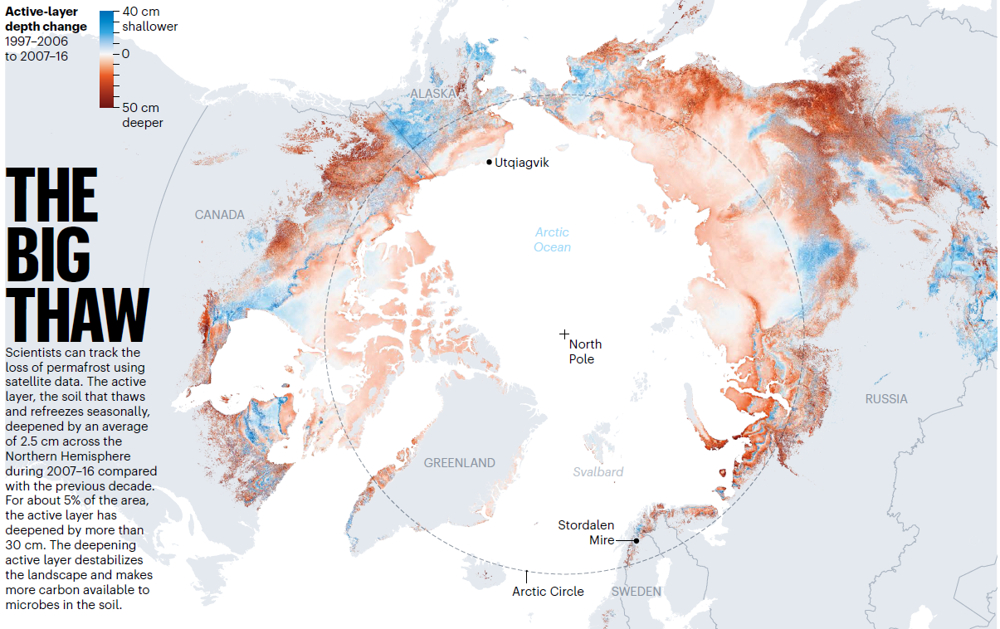 Active-layer
depth change
1997–2006
to 2007–16
40 cm
shallower
0
50 cm
deeper
THE
BIG
THAW
Scientists can track the
loss of permafrost using
satellite data. The active
layer, the soil that thaws
and refreezes seasonally,
deepened by an average
of 2.5 cm across the
Northern Hemisphere
during 2007–16 compared
with the previous decade.
For about 5% of the area,
the active layer has
deepened by more than
30 cm. The deepening
active layer destabilizes
the landscape and makes
more carbon available to
microbes in the soil.
ALASKA
Utqiagvik
CANADA
Arctic
Ocean
North
Pole
RUSSIA
GREENLAND
Svalbard
Stordalen
Mire
Arctic Circle
SWEDEN